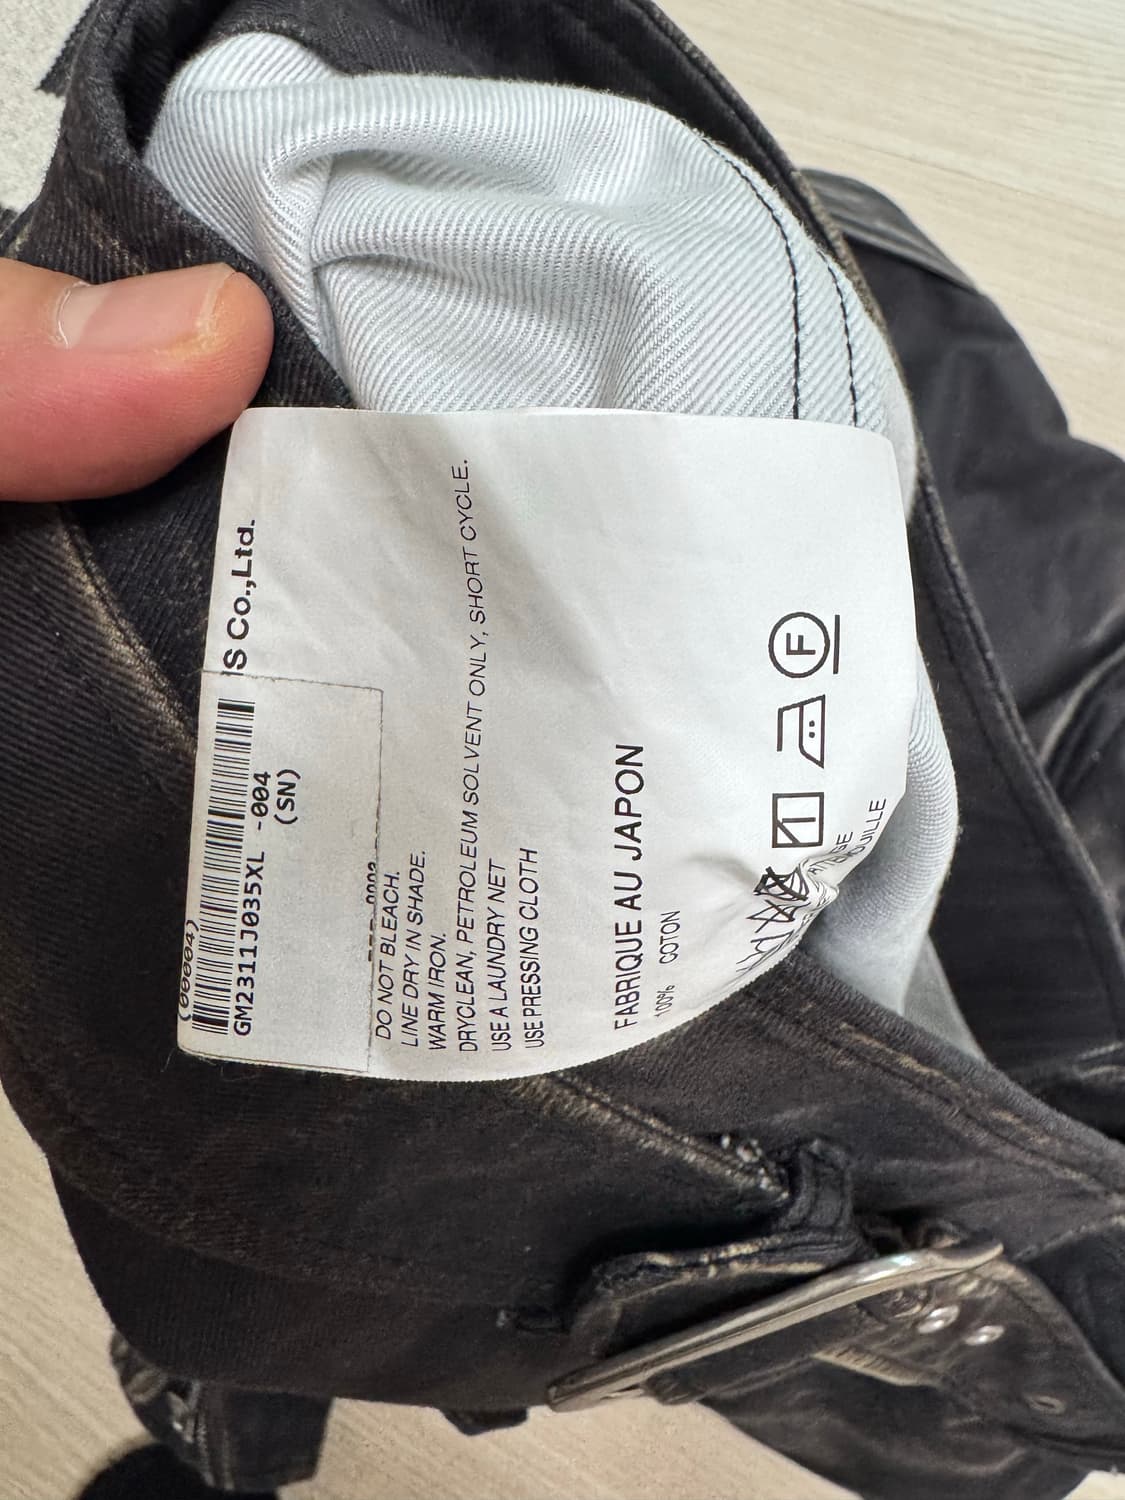 (00004)
GM2311J035XL -004
(SN)
S Co.,Ltd.
DO NOT BLEACH.
LINE DRY IN SHADE.
WARM IRON.
DRYCLEAN, PETROLEUM SOLVENT ONLY, SHORT CYCLE.
USE A LAUNDRY NET
USE PRESSING CLOTH
FABRIQUE AU JAPON
100% COTON
F